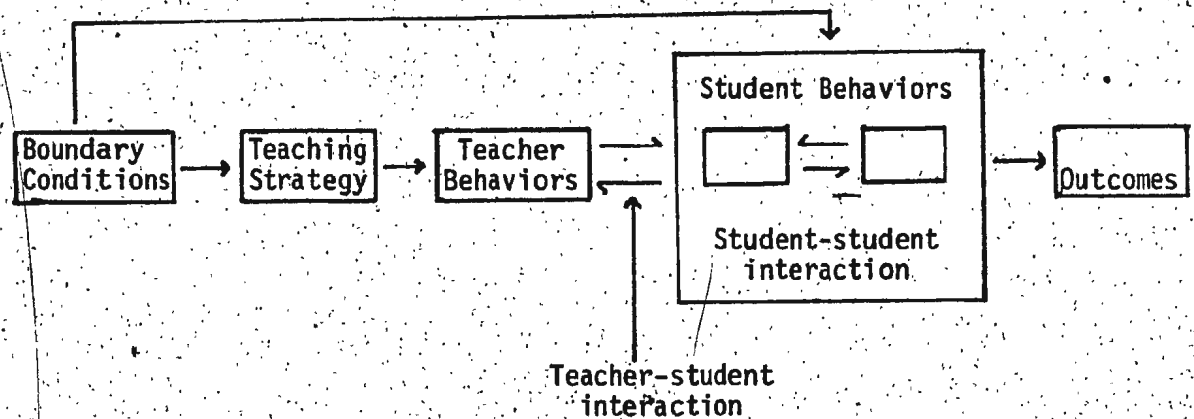 Student Behaviors
Boundary
Conditions
Teaching
Strategy
Teacher
Behaviors
Outcomes
Student-student
interaction
Teacher-student
interaction